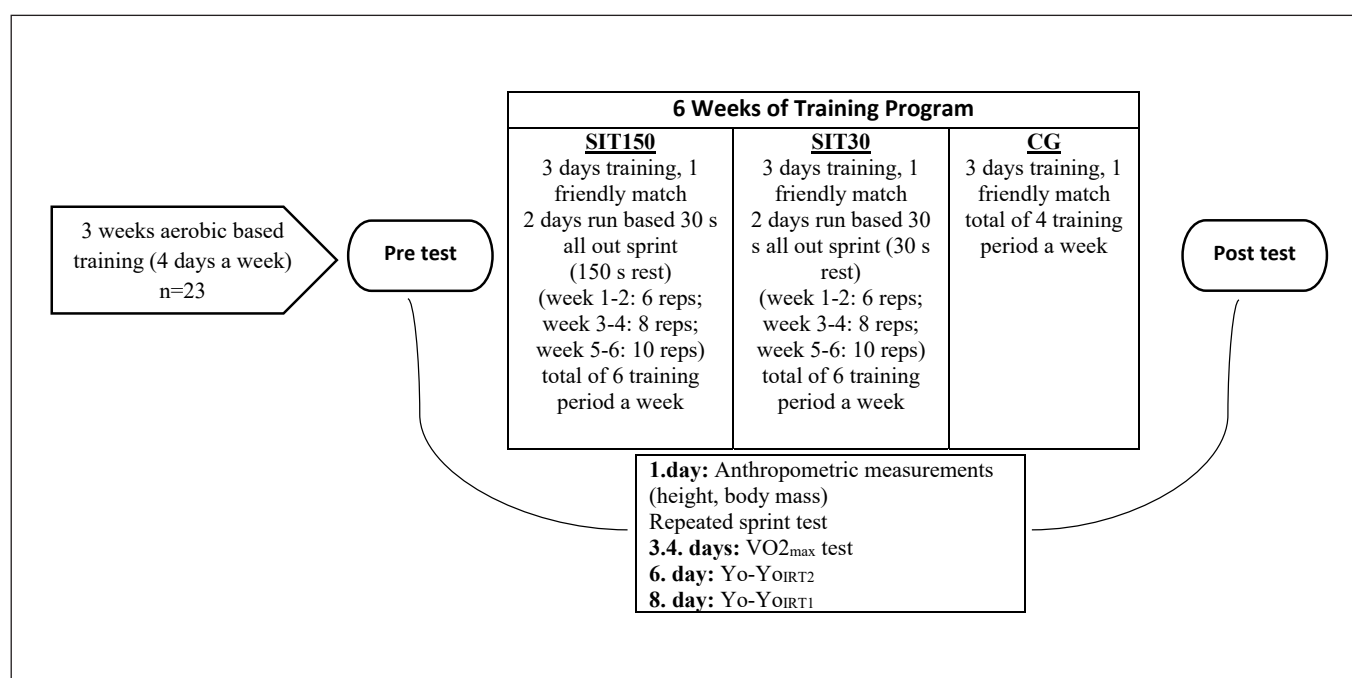 6 Weeks of Training Program
SIT150
3 days training, 1
friendly match
2 days run based 30 s
all out sprint
(150 s rest)
(week 1-2: 6 reps;
week 3-4: 8 reps;
week 5-6: 10 reps)
total of 6 training
period a week
SIT30
3 days training, 1
friendly match
2 days run based 30
s all out sprint (30 s
rest)
(week 1-2: 6 reps;
week 3-4: 8 reps;
week 5-6: 10 reps)
total of 6 training
period a week
CG
3 days training, 1
friendly match
total of 4 training
period a week
3 weeks aerobic based
training (4 days a week)
n=23
Pre test
Post test
1.day: Anthropometric measurements
(height, body mass)
Repeated sprint test
3.4. days: VO2max test
6. day: Yo-YoIRT2
8. day: Yo-YoIRT1